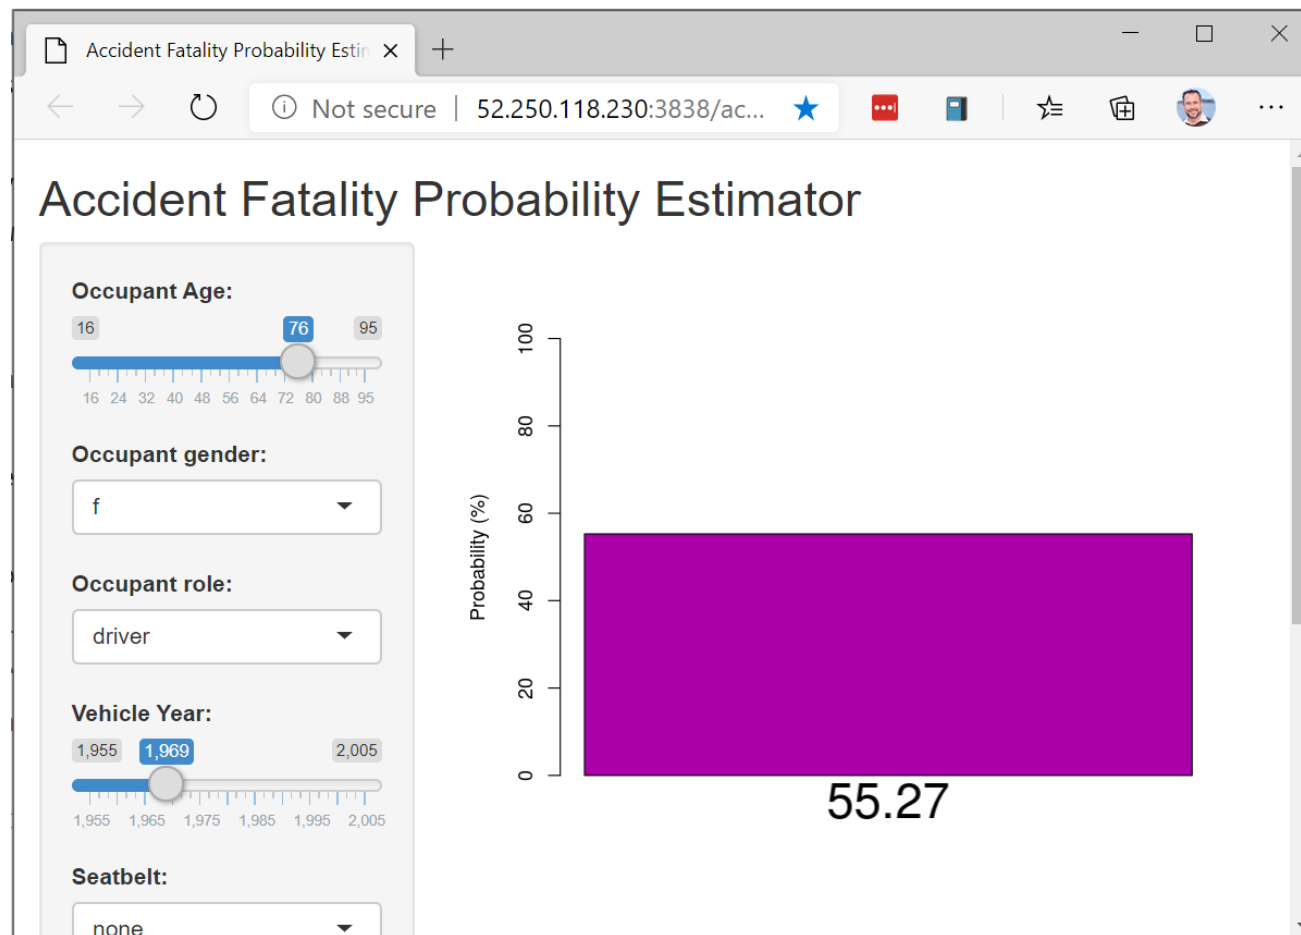 Accident Fatality Probability Estin
Not secure | 52.250.118.230:3838/ac...
Accident Fatality Probability Estimator
Occupant Age:
16 76 95
16 24 32 40 48 56 64 72 80 88 95
Occupant gender:
f
Occupant role:
driver
Vehicle Year:
1,955 1,969 2,005
1,955 1,965 1,975 1,985 1,995 2,005
Seatbelt:
none
Probability (%)
100
80
60
40
20
0
55.27